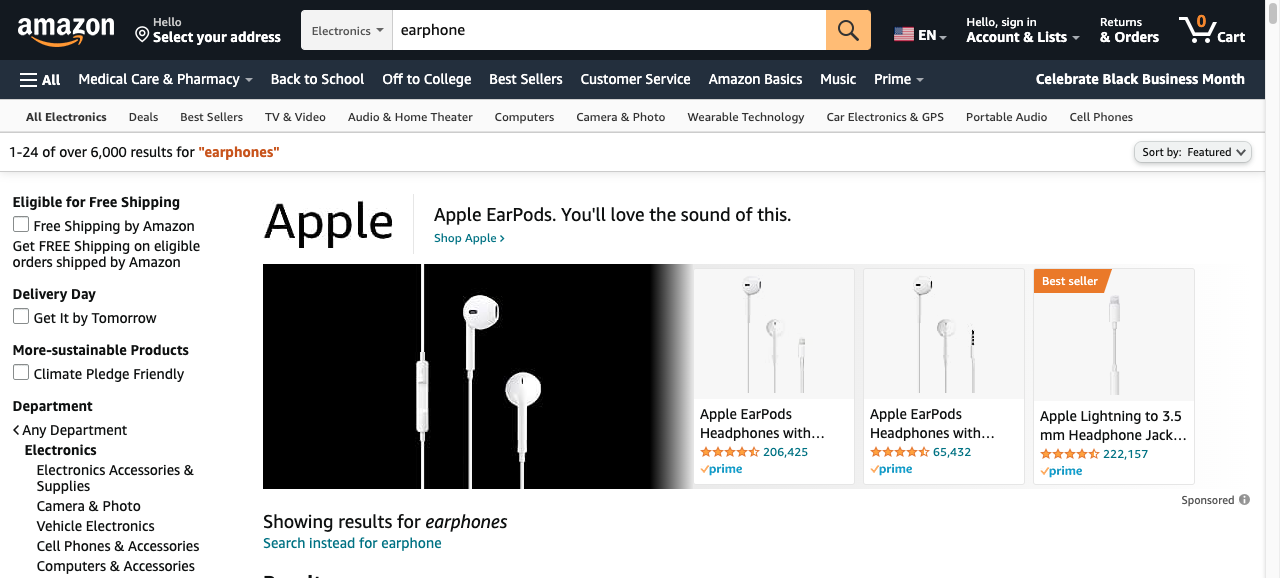 amazon
Hello
Select your address
Electronics
earphone
EN
Hello, sign in
Account & Lists
Returns
& Orders
0
Cart
All
Medical Care & Pharmacy
Back to School
Off to College
Best Sellers
Customer Service
Amazon Basics
Music
Prime
Celebrate Black Business Month
All Electronics
Deals
Best Sellers
TV & Video
Audio & Home Theater
Computers
Camera & Photo
Wearable Technology
Car Electronics & GPS
Portable Audio
Cell Phones
1-24 of over 6,000 results for "earphones"
Sort by: Featured
Eligible for Free Shipping
Free Shipping by Amazon
Get FREE Shipping on eligible
orders shipped by Amazon
Delivery Day
Get It by Tomorrow
More-sustainable Products
Climate Pledge Friendly
Department
Any Department
Electronics
Electronics Accessories &
Supplies
Camera & Photo
Vehicle Electronics
Cell Phones & Accessories
Computers & Accessories
Apple
Apple EarPods. You'll love the sound of this.
Shop Apple ›
Apple EarPods
Headphones with...
206,425
prime
Apple EarPods
Headphones with...
65,432
prime
Best seller
Apple Lightning to 3.5
mm Headphone Jack...
222,157
prime
Sponsored
Showing results for earphones
Search instead for earphone